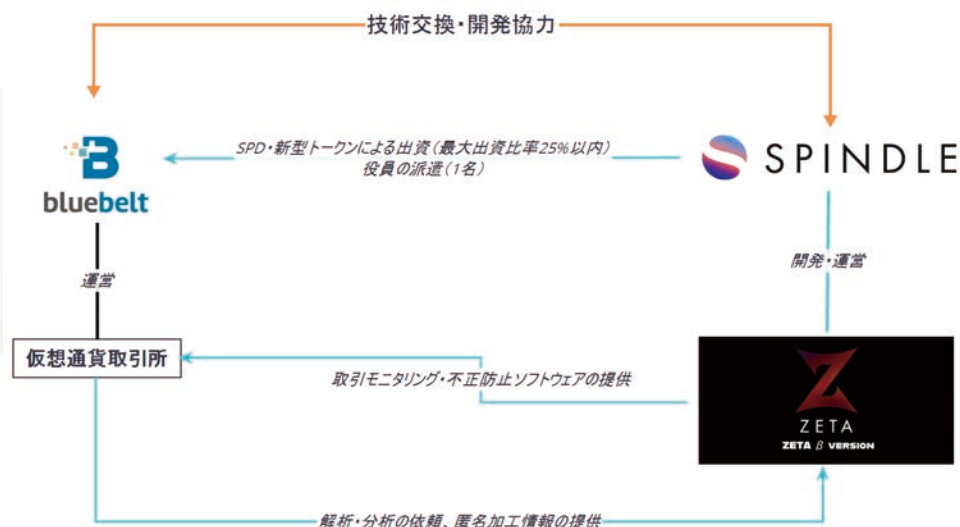 技術交換・開発協力
SPD・新型トークンによる出資(最大出資比率25%以内)
役員の派遣(1名)
B
bluebelt
SPINDLE
運営
開発・運営
仮想通貨取引所
取引モニタリング・不正防止ソフトウェアの提供
Z
ZETA
ZETA β VERSION
解析・分析の依頼、匿名加工情報の提供